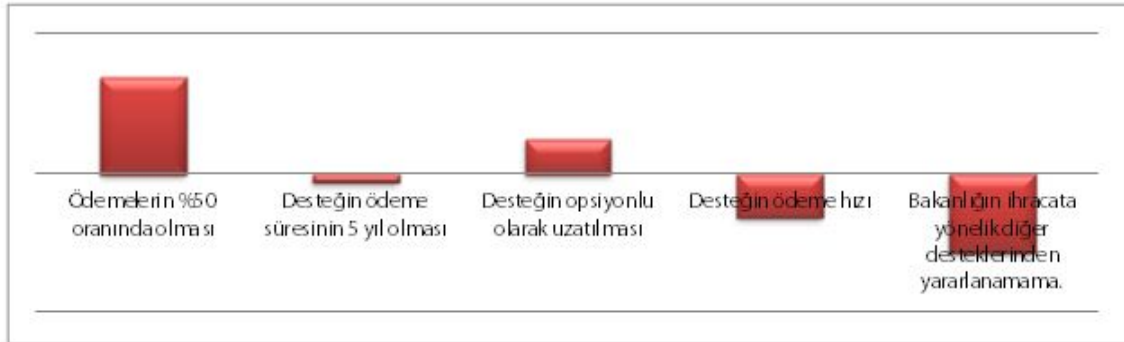 Ödemelerin %50
oranında olması
Desteğin ödeme
süresinin 5 yıl olması
Desteğin opsiyonlu
olarak uzatılması
Desteğin ödeme hızı
Bakanlığın ihracata
yönelik diğer
desteklerinden
yararlanamama.